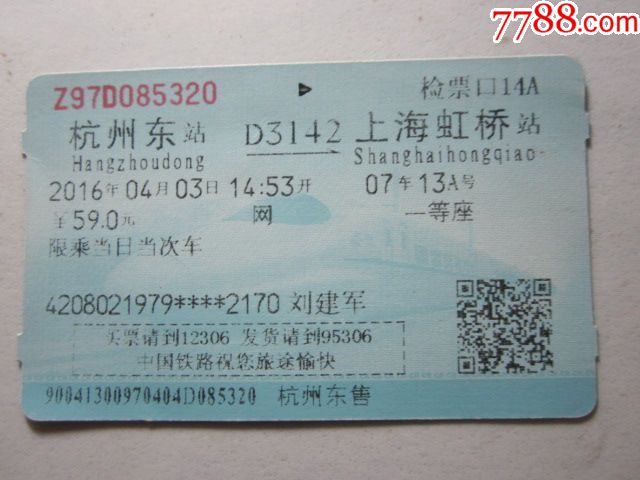 7788.com
Z97D085320
检票口14A
杭州东站 D3142 上海虹桥站
Hangzhoudong Shanghaihongqiao
2016年04月03日 14:53开 07车13A号
¥59.0元 网 一等座
限乘当日当次车
4208021979****2170 刘建军
买票请到12306 发货请到95306
中国铁路祝您旅途愉快
90041300970404D085320 杭州东售